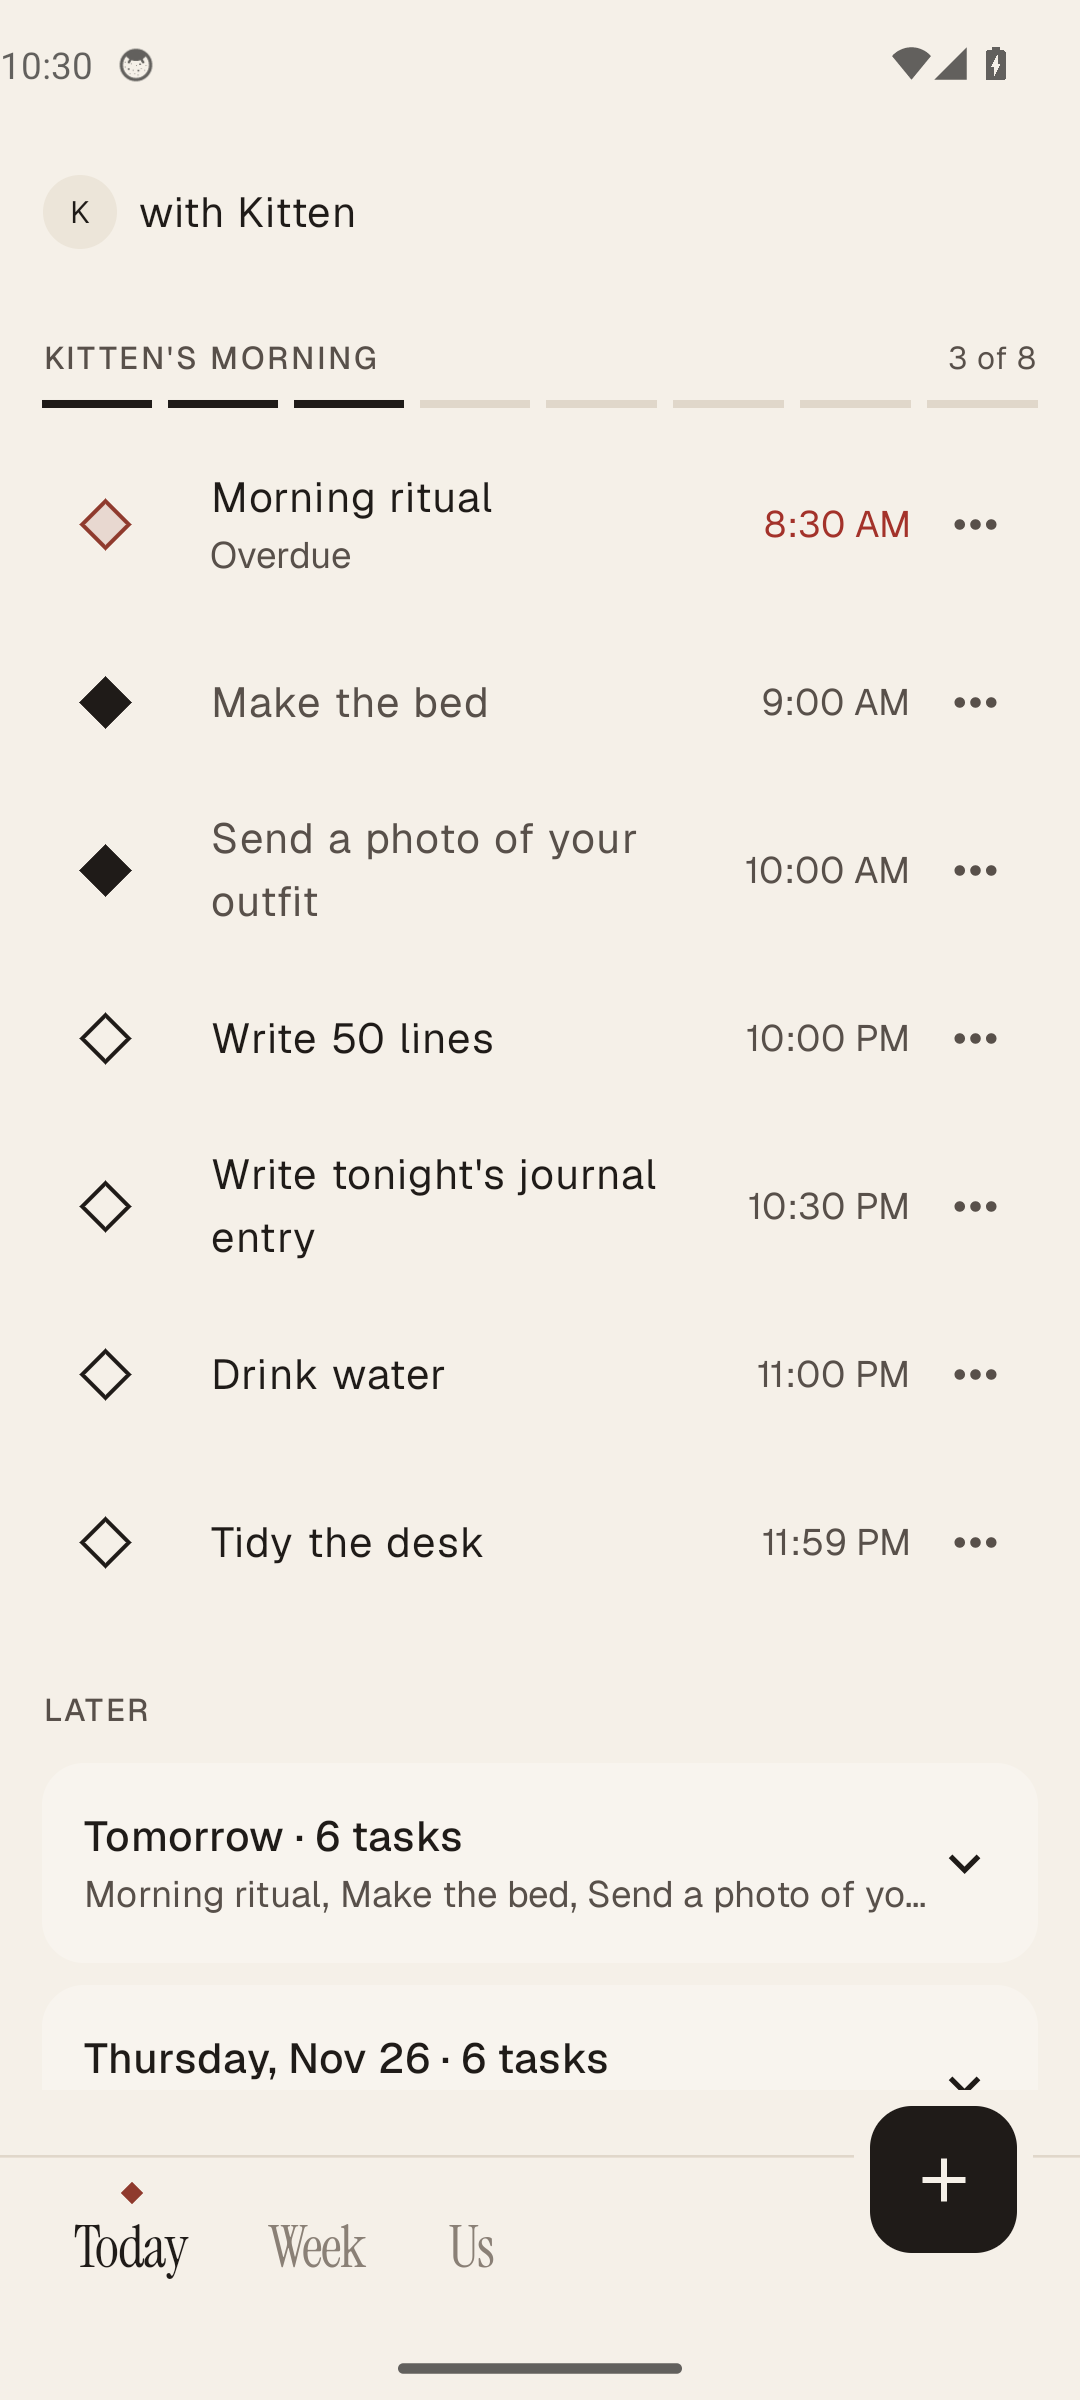 10:30
K
with Kitten
KITTEN'S MORNING
3 of 8
Morning ritual
Overdue
8:30 AM
Make the bed
9:00 AM
Send a photo of your
outfit
10:00 AM
Write 50 lines
10:00 PM
Write tonight's journal
entry
10:30 PM
Drink water
11:00 PM
Tidy the desk
11:59 PM
LATER
Tomorrow · 6 tasks
Morning ritual, Make the bed, Send a photo of yo...
Thursday, Nov 26 · 6 tasks
Today
Week
Us